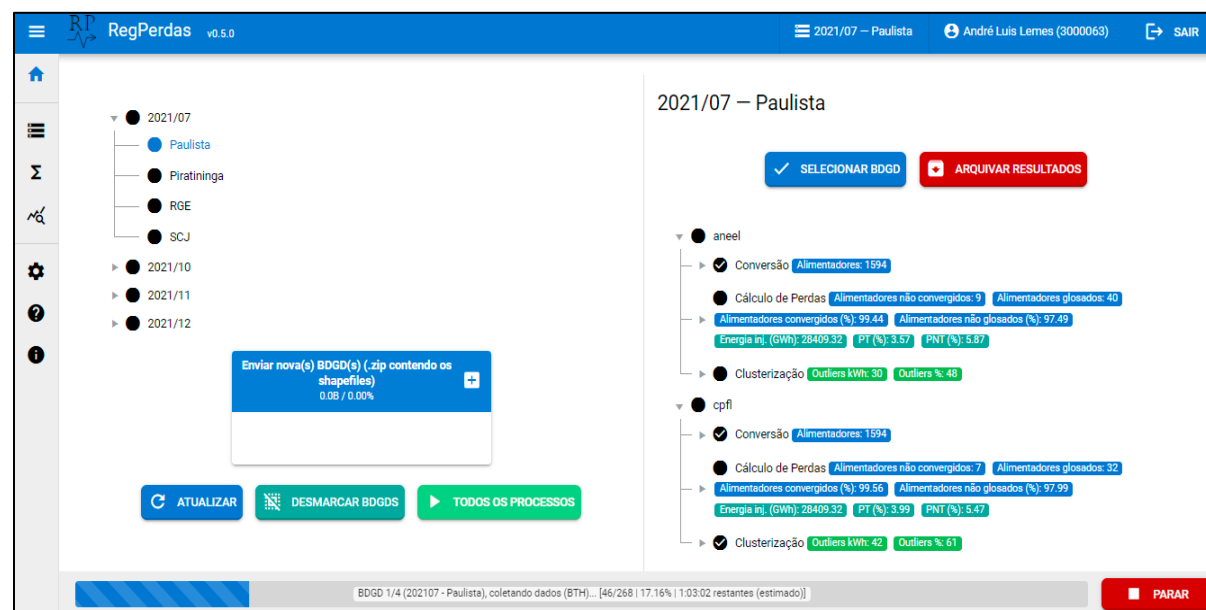 RP RegPerdas v0.5.0
2021/07 — Paulista
André Luis Lemes (3000063)
SAIR
2021/07
Paulista
Piratininga
RGE
SCJ
2021/10
2021/11
2021/12
Enviar nova(s) BDGD(s) (.zip contendo os
shapefiles)
0.0B / 0.00%
ATUALIZAR
DESMARCAR BDGDS
TODOS OS PROCESSOS
2021/07 — Paulista
SELECIONAR BDGD
ARQUIVAR RESULTADOS
aneel
Conversão Alimentadores: 1594
Cálculo de Perdas Alimentadores não convergidos: 9 Alimentadores glosados: 40
Alimentadores convergidos (%): 99.44 Alimentadores não glosados (%): 97.49
Energia inj. (GWh): 28409.32 PT (%): 3.57 PNT (%): 5.87
Clusterização Outliers kWh: 30 Outliers %: 48
cpfl
Conversão Alimentadores: 1594
Cálculo de Perdas Alimentadores não convergidos: 7 Alimentadores glosados: 32
Alimentadores convergidos (%): 99.56 Alimentadores não glosados (%): 97.99
Energia inj. (GWh): 28409.32 PT (%): 3.99 PNT (%): 5.47
Clusterização Outliers kWh: 42 Outliers %: 61
BDGD 1/4 (202107 - Paulista), coletando dados (BTH)... [46/268 | 17.16% | 1:03:02 restantes (estimado)]
PARAR